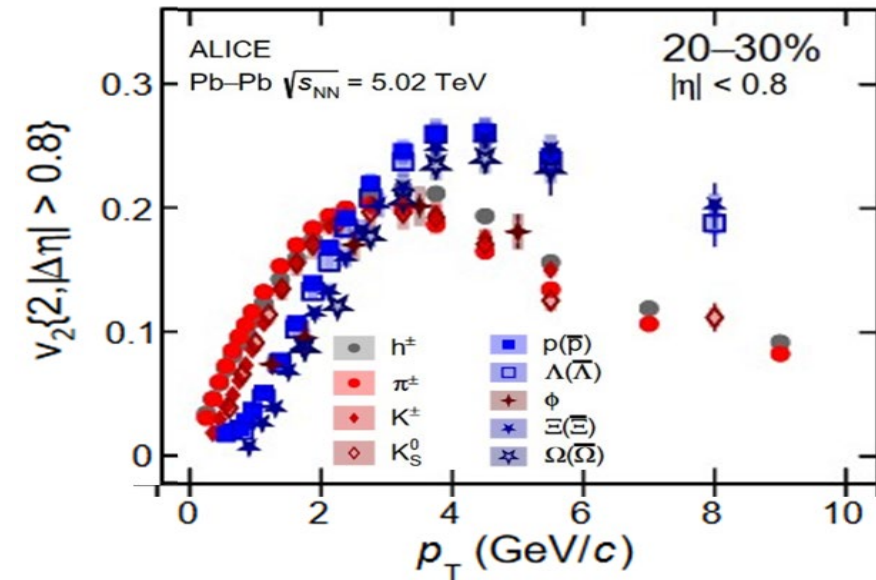 ALICE
Pb–Pb √sNN = 5.02 TeV
20–30%
|η| < 0.8
v2{2,|Δη| > 0.8}
0.3
0.2
0.1
0
h±
π±
K±
K0S
p(p̅)
Λ(Λ̅)
ϕ
Ξ(Ξ̅)
Ω(Ω̅)
0 2 4 6 8 10
pT (GeV/c)